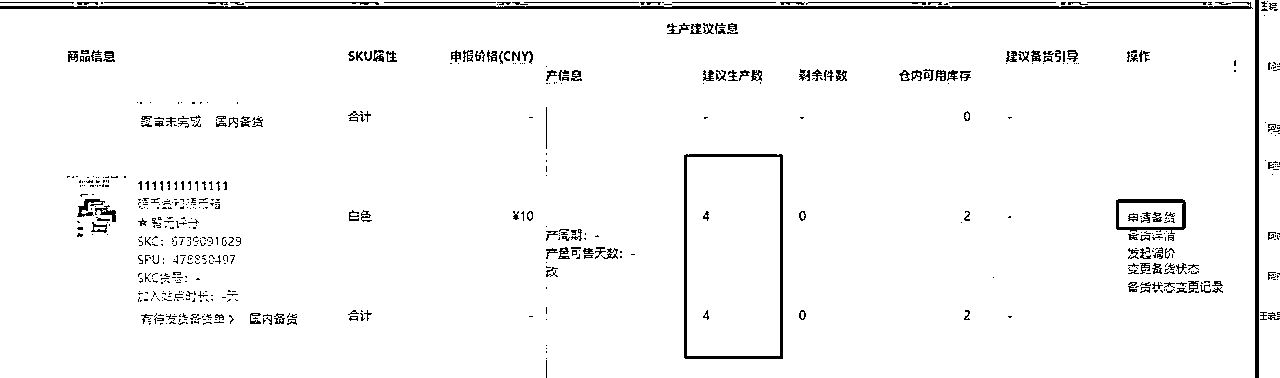 生产建议信息
商品信息 SKU属性 申报价格(CNY) 建议备货引导 操作
产信息 建议生产数 剩余件数 仓内可用库存
合计 - - - 0 -
图审未完成 国内备货
1111111111111
白色 ¥10 4 0 2 - 申请备货
★ 暂无评分
产周期: - 备货详情
SKC: 6739091629
产量可售天数: - 发起调价
SPU: 478850497
改 变更备货状态
SKC货号: -
备货状态变更记录
加入站点时长: -天
有待发货备货单 > 国内备货 合计 - 4 0 2 -